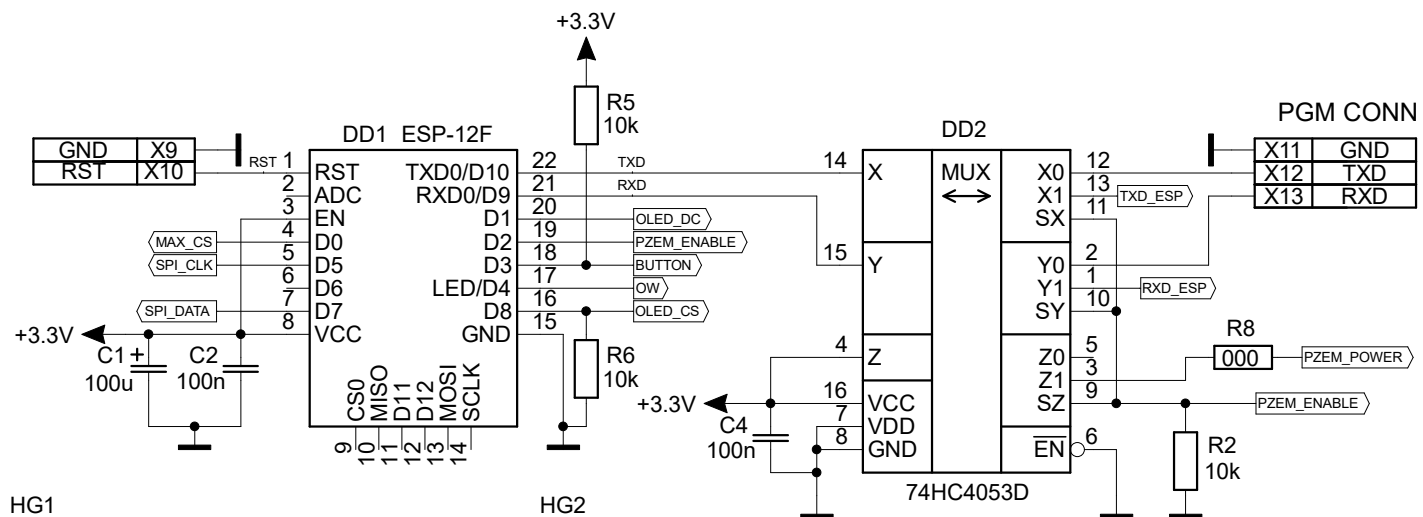 +3.3V
R5
10k
DD1 ESP-12F
GND X9
RST X10
RST
1 RST
2 ADC
3 EN
4 D0
5 D5
6 D6
7 D7
8 VCC
MAX_CS
SPI_CLK
SPI_DATA
+3.3V
C1 +
100u
C2
100n
CS0
MISO
D11
D12
MOSI
SCLK
9
10
11
12
13
14
TXD0/D10 22
RXD0/D9 21
D1 20
D2 19
D3 18
LED/D4 17
D8 16
GND 15
TXD
RXD
OLED_DC
PZEM_ENABLE
BUTTON
OW
OLED_CS
R6
10k
DD2
14 X
15 Y
4 Z
16 VCC
7 VDD
8 GND
MUX
X0 12
X1 13
SX 11
Y0 2
Y1 1
SY 10
Z0 5
Z1 3
SZ 9
EN 6
74HC4053D
+3.3V
C4
100n
PGM CONN
X11 GND
X12 TXD
X13 RXD
TXD_ESP
RXD_ESP
R8
000
PZEM_POWER
PZEM_ENABLE
R2
10k
HG1
HG2